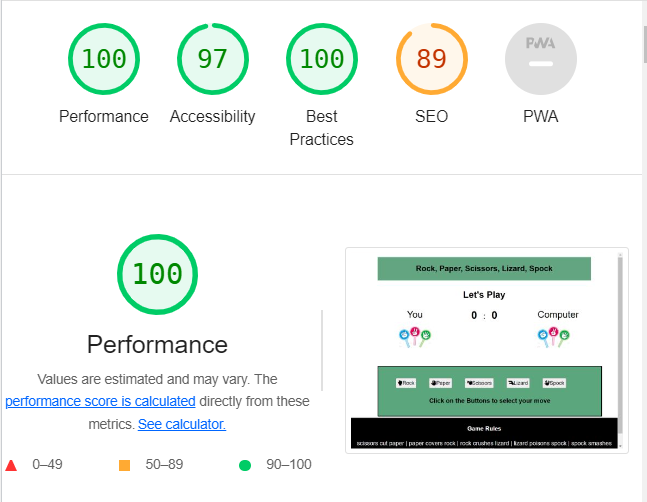 100 97 100 89 PWA
Performance Accessibility Best Practices SEO PWA
100
Performance
Values are estimated and may vary. The
performance score is calculated directly from these
metrics. See calculator.
0–49 50–89 90–100
Rock, Paper, Scissors, Lizard, Spock
Let's Play
You 0 : 0 Computer
Rock Paper Scissors Lizard Spock
Click on the Buttons to select your move
Game Rules
scissors cut paper | paper covers rock | rock crushes lizard | lizard poisons spock | spock smashes